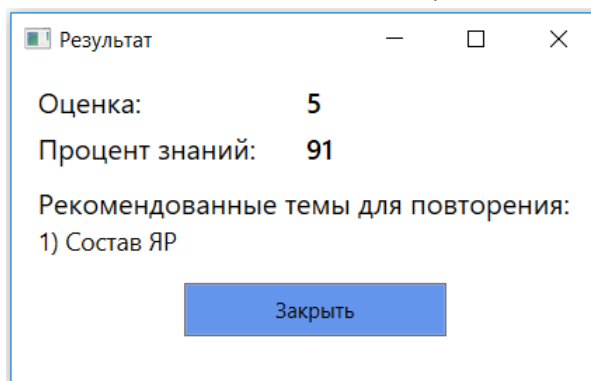 Результат
Оценка: 5
Процент знаний: 91
Рекомендованные темы для повторения:
1) Состав ЯР
Закрыть